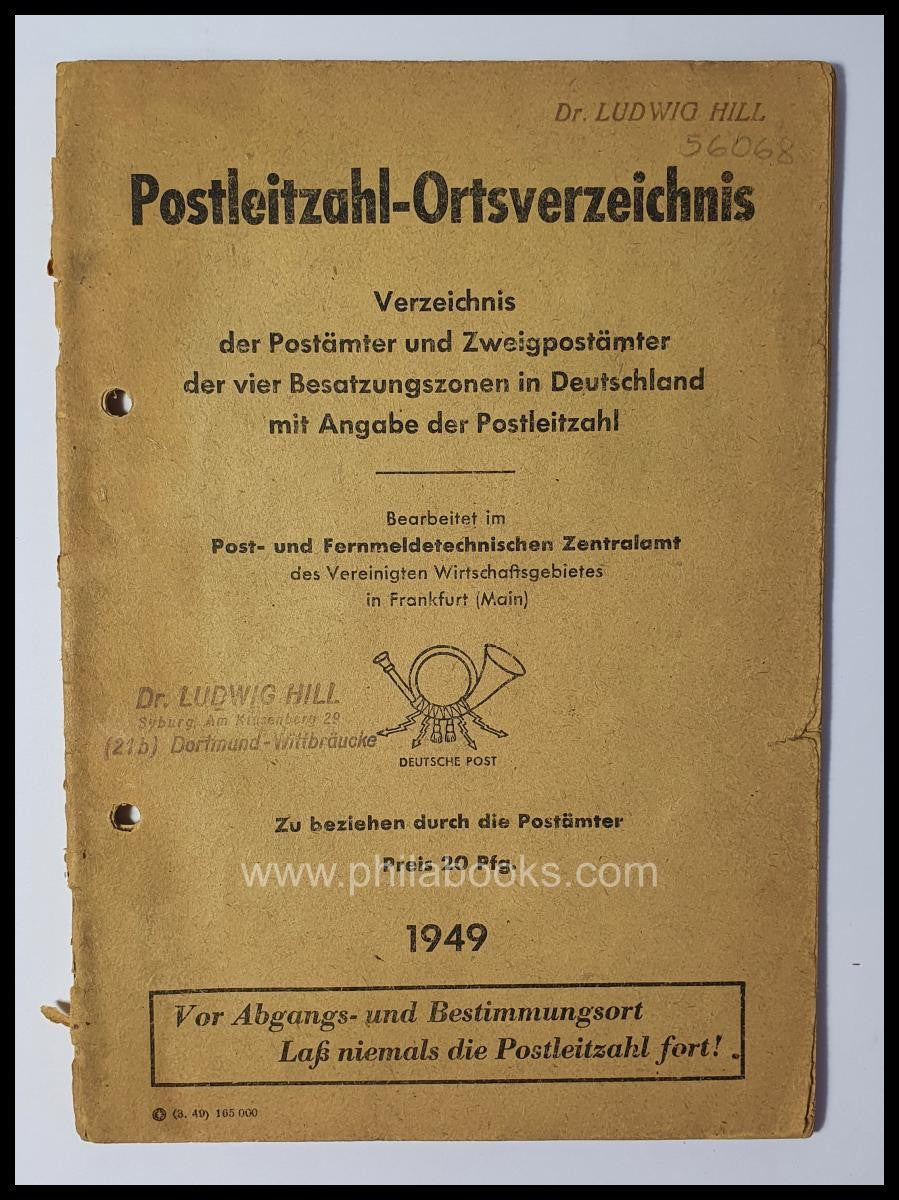 Dr. LUDWIG HILL
56068
Postleitzahl-Ortsverzeichnis
Verzeichnis
der Postämter und Zweigpostämter
der vier Besatzungszonen in Deutschland
mit Angabe der Postleitzahl
Bearbeitet im
Post- und Fernmeldetechnischen Zentralamt
des Vereinigten Wirtschaftsgebietes
in Frankfurt (Main)
Dr. LUDWIG HILL
Syburg, Am 29
(21b) Dortmund-Wittbräucke
DEUTSCHE POST
Zu beziehen durch die Postämter
Preis 20 Pfg.
www.philabooks.com
1949
Vor Abgangs- und Bestimmungsort
Laß niemals die Postleitzahl fort!
(3. 49) 165 000